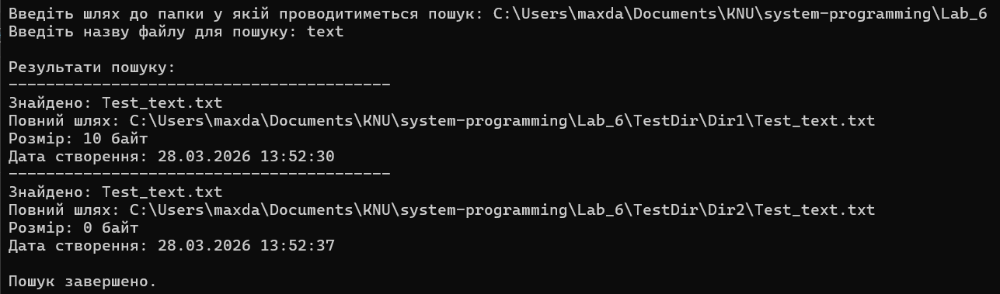 Введіть шлях до папки у якій проводитиметься пошук: C:\Users\maxda\Documents\KNU\system-programming\Lab_6
Введіть назву файлу для пошуку: text
Результати пошуку:
-----------------------------------------
Знайдено: Test_text.txt
Повний шлях: C:\Users\maxda\Documents\KNU\system-programming\Lab_6\TestDir\Dir1\Test_text.txt
Розмір: 10 байт
Дата створення: 28.03.2026 13:52:30
-----------------------------------------
Знайдено: Test_text.txt
Повний шлях: C:\Users\maxda\Documents\KNU\system-programming\Lab_6\TestDir\Dir2\Test_text.txt
Розмір: 0 байт
Дата створення: 28.03.2026 13:52:37
Пошук завершено.